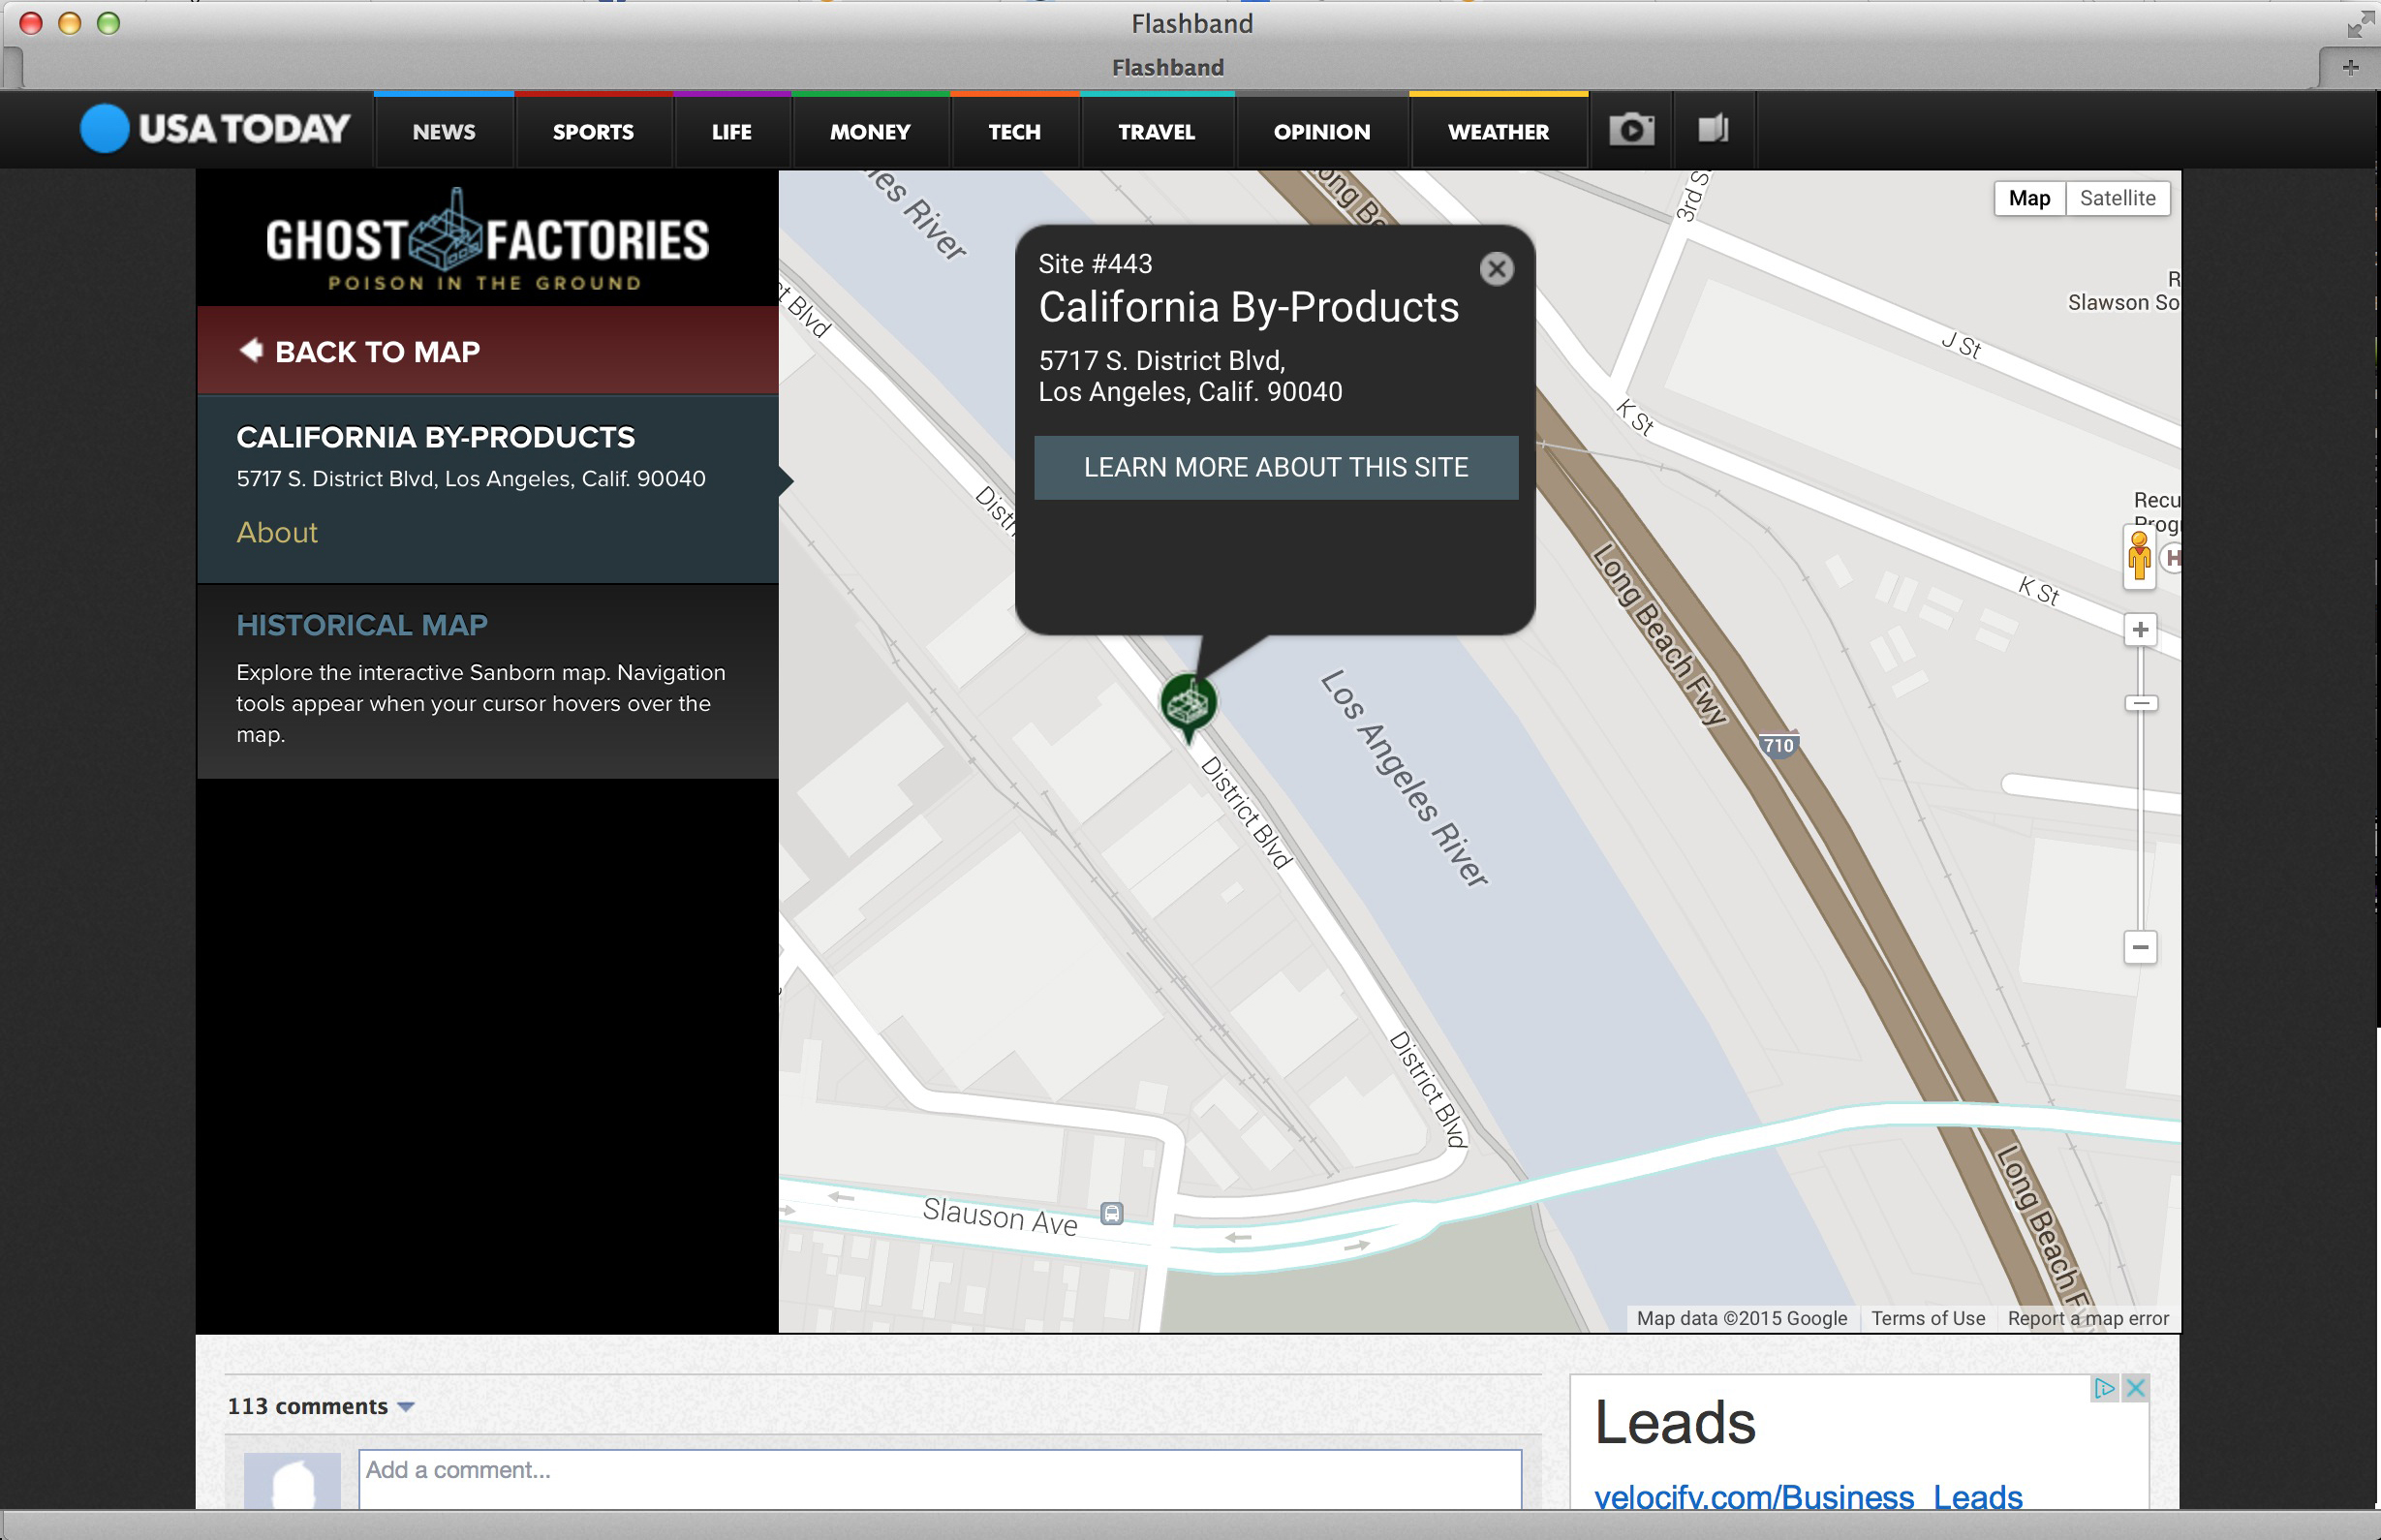 Flashband
Flashband
USA TODAY
NEWS
SPORTS
LIFE
MONEY
TECH
TRAVEL
OPINION
WEATHER
GHOST FACTORIES
POISON IN THE GROUND
BACK TO MAP
CALIFORNIA BY-PRODUCTS
5717 S. District Blvd, Los Angeles, Calif. 90040
About
HISTORICAL MAP
Explore the interactive Sanborn map. Navigation
tools appear when your cursor hovers over the
map.
Site #443
California By-Products
5717 S. District Blvd,
Los Angeles, Calif. 90040
LEARN MORE ABOUT THIS SITE
Map
Satellite
River
Blvd
3rd
Slawson
J St
K St
K St
Long Beach Fwy
710
Los Angeles River
District Blvd
District Blvd
Long Beach
Slauson Ave
Map data ©2015 Google
Terms of Use
Report a map error
113 comments
Add a comment...
Leads
velocify.com/Business_Leads